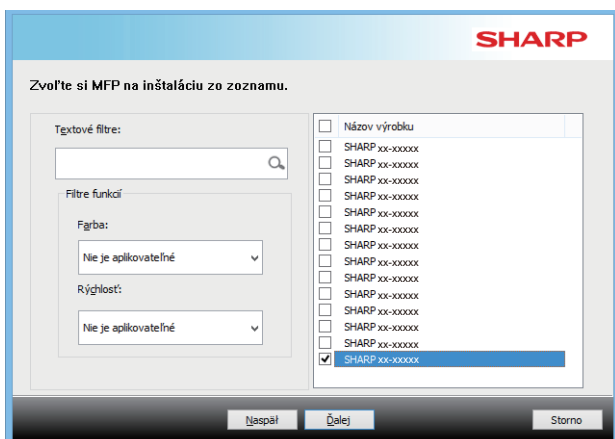 SHARP
Zvoľte si MFP na inštaláciu zo zoznamu.
Textové filtre:
Filtre funkcií
Farba:
Nie je aplikovateľné
Rýchlosť:
Nie je aplikovateľné
Názov výrobku
SHARP xx-xxxxx
SHARP xx-xxxxx
SHARP xx-xxxxx
SHARP xx-xxxxx
SHARP xx-xxxxx
SHARP xx-xxxxx
SHARP xx-xxxxx
SHARP xx-xxxxx
SHARP xx-xxxxx
SHARP xx-xxxxx
SHARP xx-xxxxx
SHARP xx-xxxxx
SHARP xx-xxxxx
SHARP xx-xxxxx
Naspäť
Ďalej
Storno